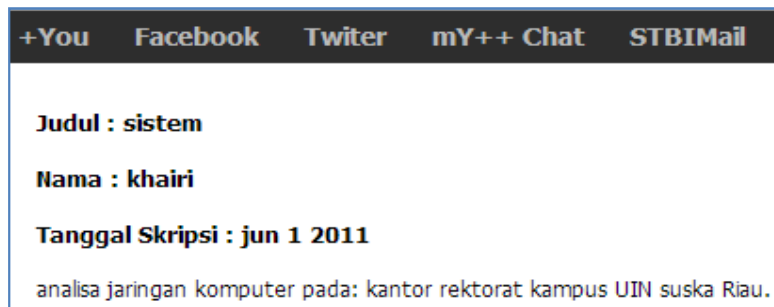 +You Facebook Twiter mY++ Chat STBIMail
Judul : sistem
Nama : khairi
Tanggal Skripsi : jun 1 2011
analisa jaringan komputer pada: kantor rektorat kampus UIN suska Riau.